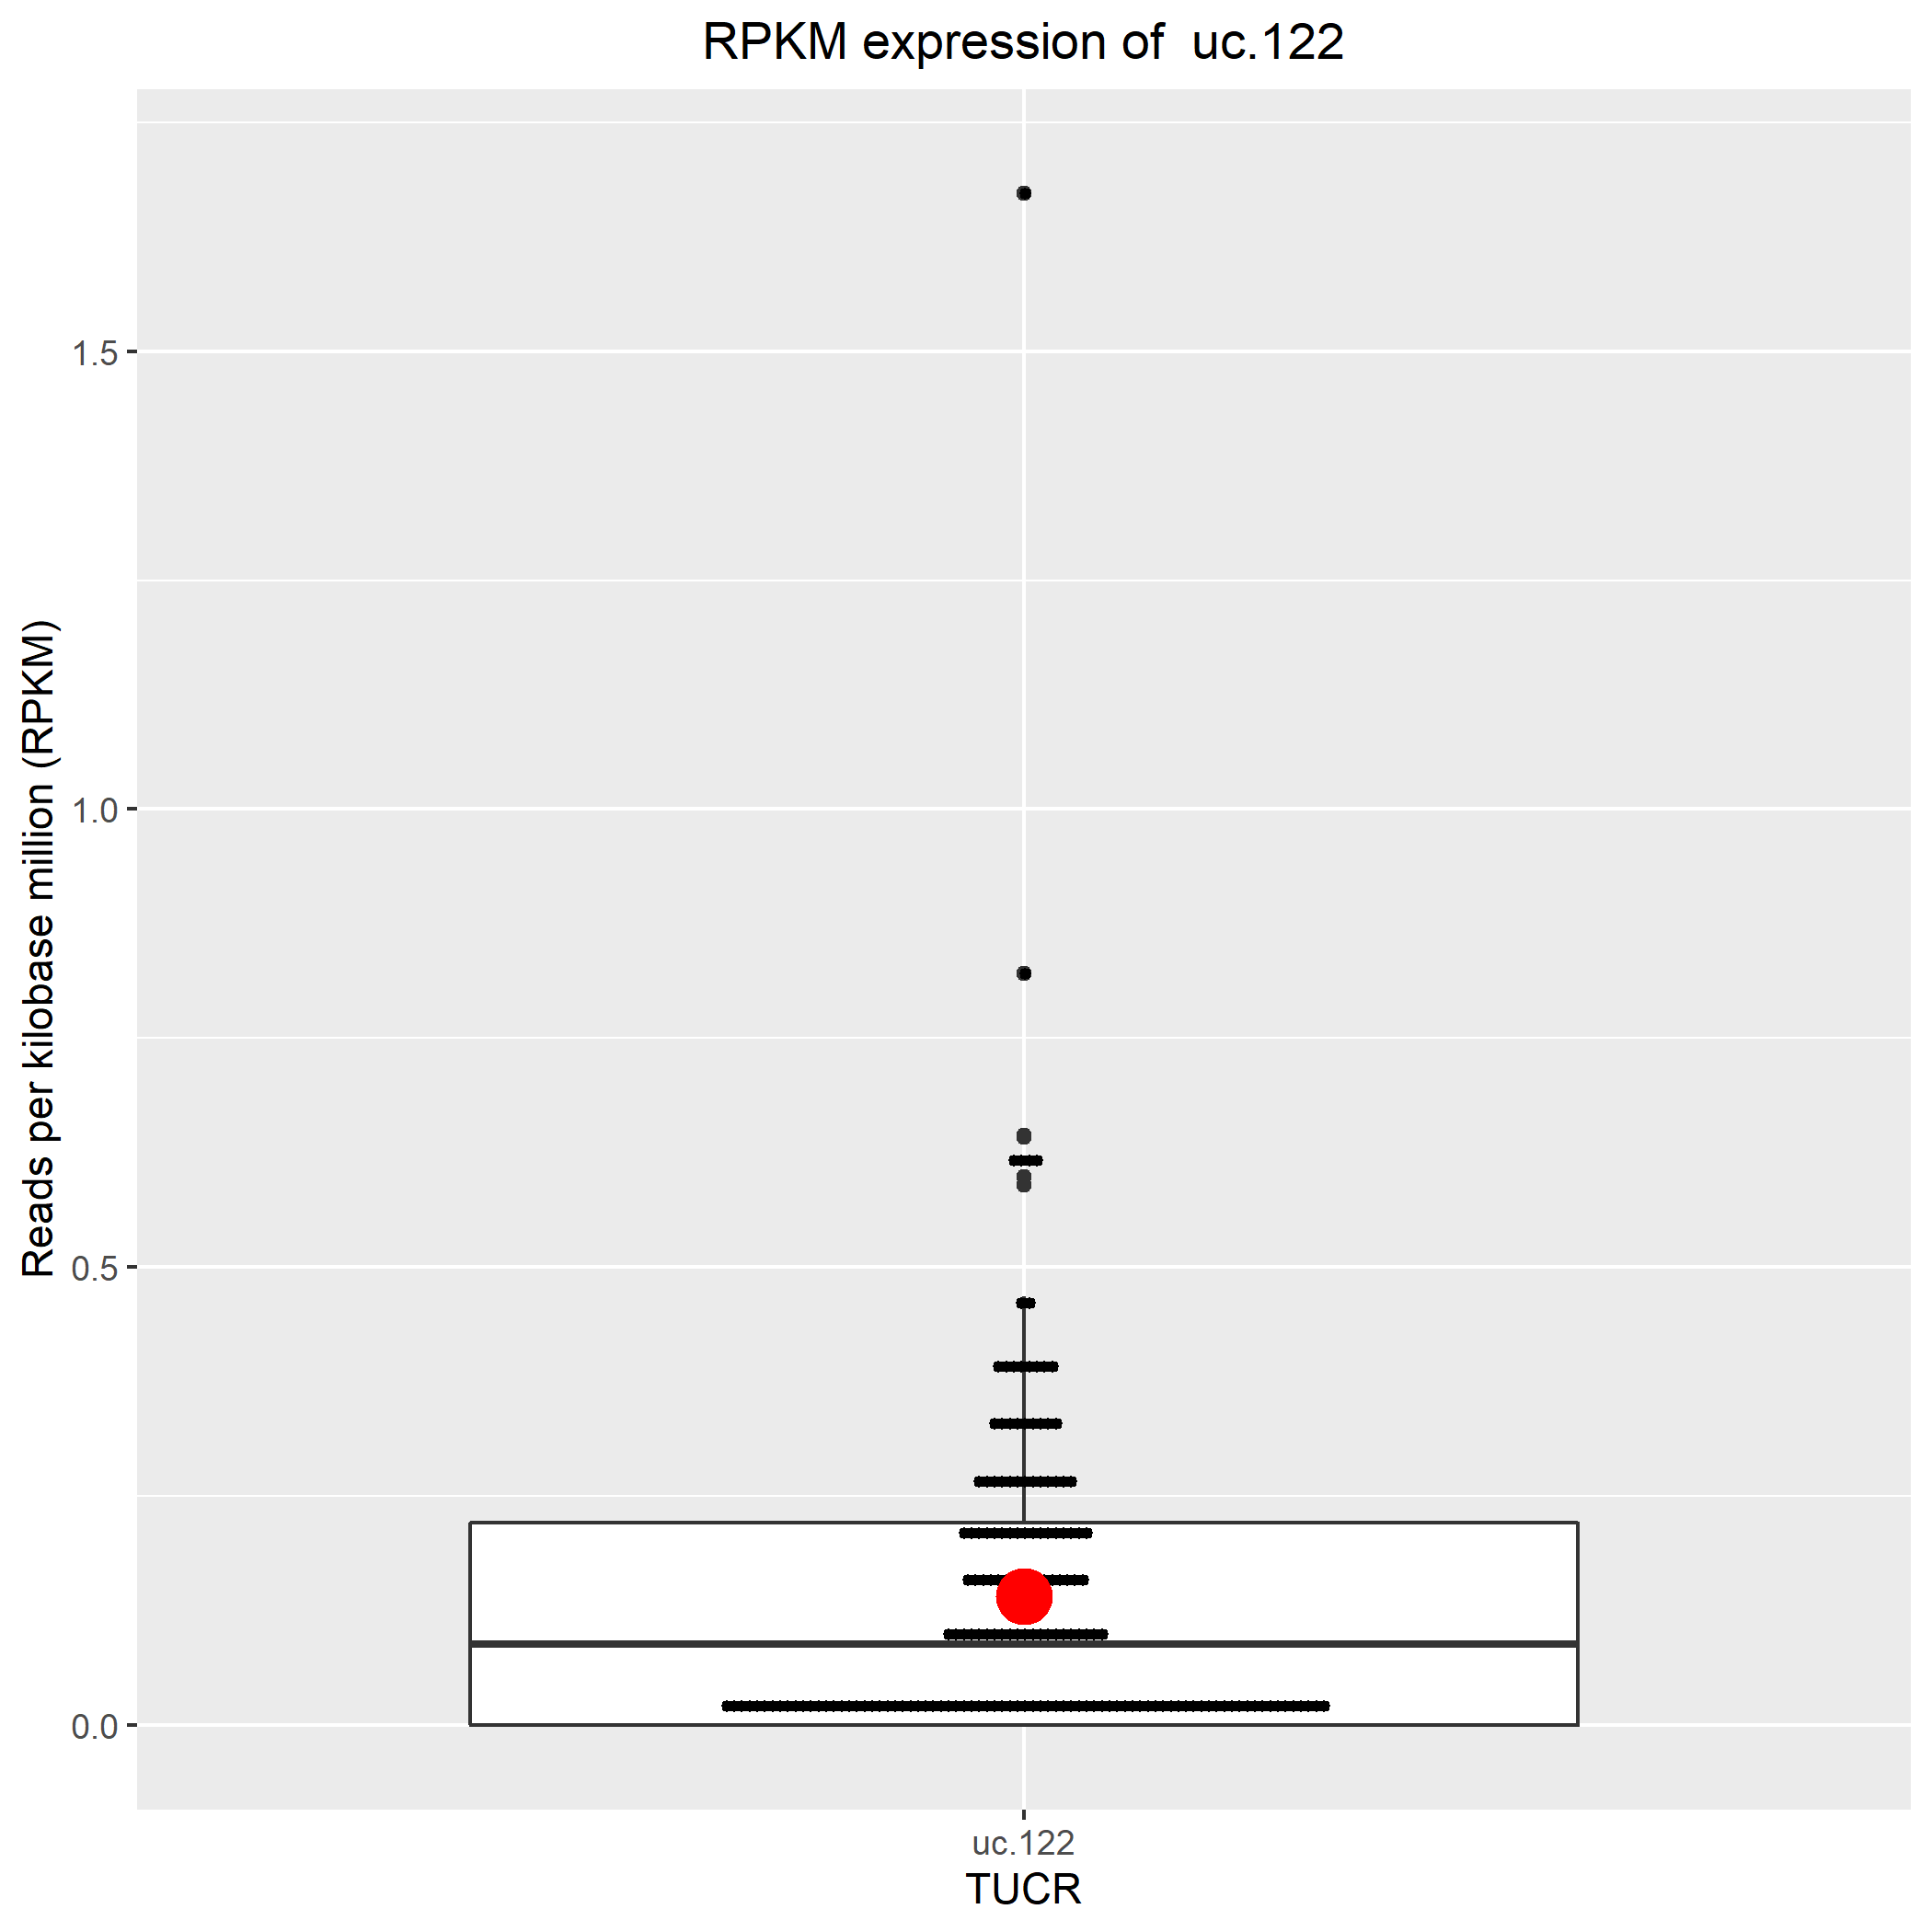 RPKM expression of  uc.122
Reads per kilobase million (RPKM)
1.5
1.0
0.5
0.0
uc.122
TUCR